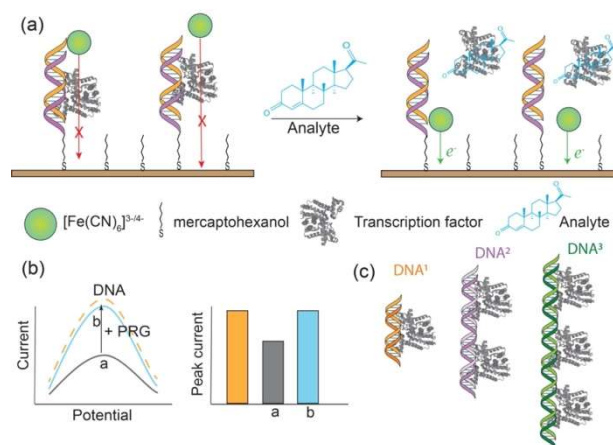 (a)
Analyte
e-
e-
X
X
S
S
S
S
S
S
S
S
S
S
[Fe(CN)6]3-/4-
S
mercaptohexanol
Transcription factor
Analyte
(b)
(c)
DNA
b
+ PRG
a
Current
Potential
Peak current
a
b
DNA1
DNA2
DNA3